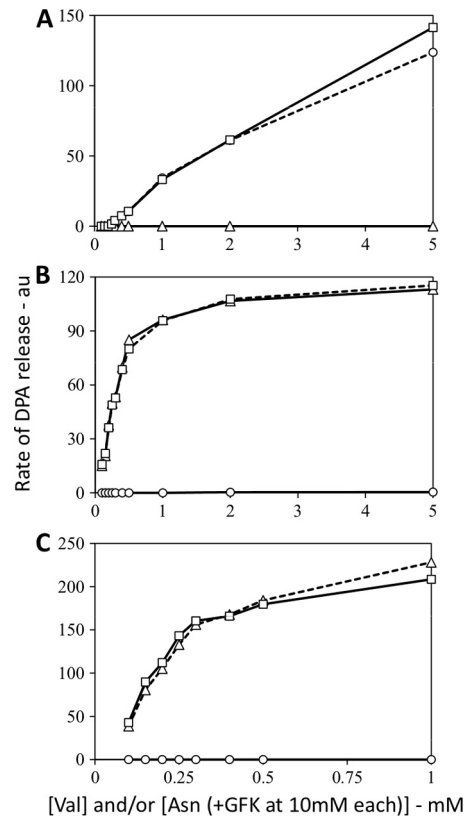 A
150
100
50
0
0 1 2 3 4 5
B
120
90
60
30
0
0 1 2 3 4 5
C
250
200
150
100
50
0
0 0.25 0.5 0.75 1
Rate of DPA release - au
[Val] and/or [Asn (+GFK at 10mM each)] - mM